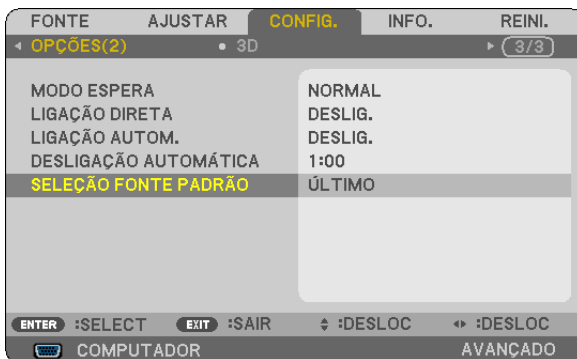 FONTE AJUSTAR CONFIG. INFO. REINI.
OPÇÕES(2) • 3D 3/3
MODO ESPERA NORMAL
LIGAÇÃO DIRETA DESLIG.
LIGAÇÃO AUTOM. DESLIG.
DESLIGAÇÃO AUTOMÁTICA 1:00
SELEÇÃO FONTE PADRÃO ÚLTIMO
ENTER :SELECT EXIT :SAIR :DESLOC :DESLOC
COMPUTADOR AVANÇADO